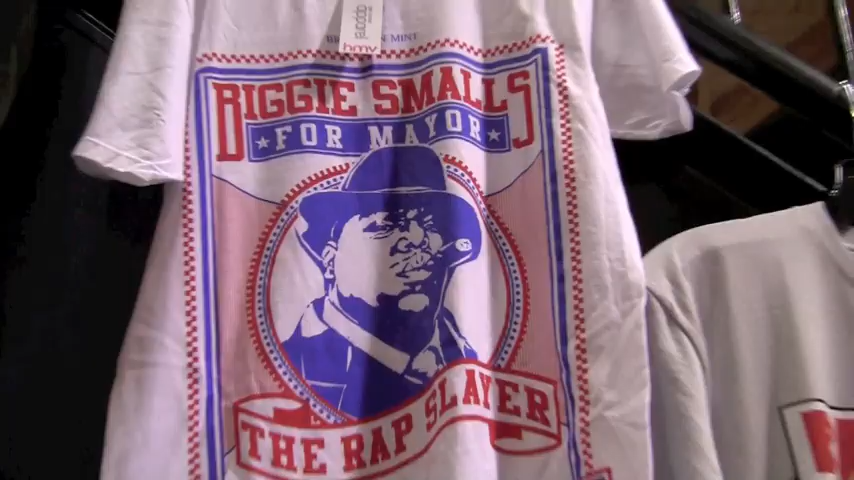 hmv
BIGGIE SMALLS
FOR MAYOR
THE RAP SLAYER